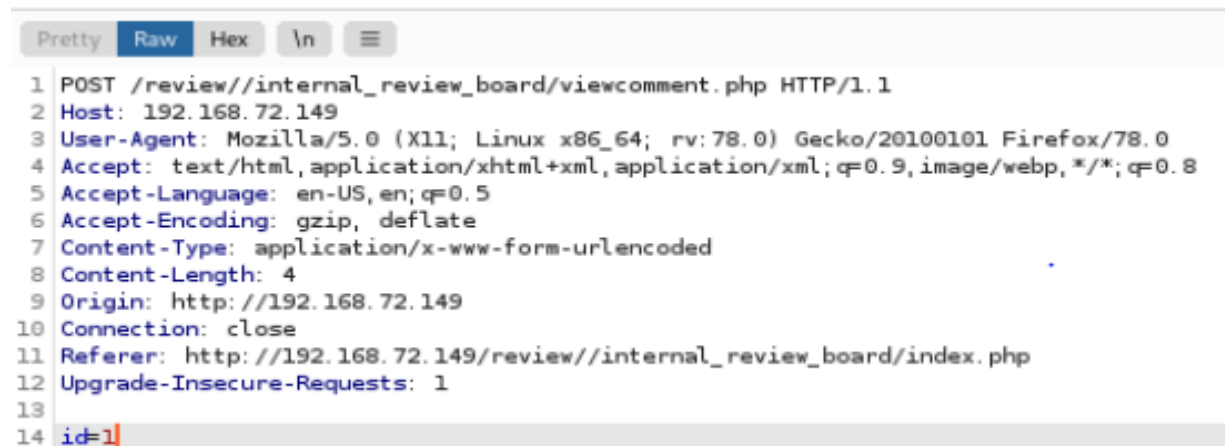 Pretty Raw Hex \n ≡
1 POST /review//internal_review_board/viewcomment.php HTTP/1.1
2 Host: 192.168.72.149
3 User-Agent: Mozilla/5.0 (X11; Linux x86_64; rv:78.0) Gecko/20100101 Firefox/78.0
4 Accept: text/html,application/xhtml+xml,application/xml;q=0.9,image/webp,*/*;q=0.8
5 Accept-Language: en-US,en;q=0.5
6 Accept-Encoding: gzip, deflate
7 Content-Type: application/x-www-form-urlencoded
8 Content-Length: 4
9 Origin: http://192.168.72.149
10 Connection: close
11 Referer: http://192.168.72.149/review//internal_review_board/index.php
12 Upgrade-Insecure-Requests: 1
13
14 id=1